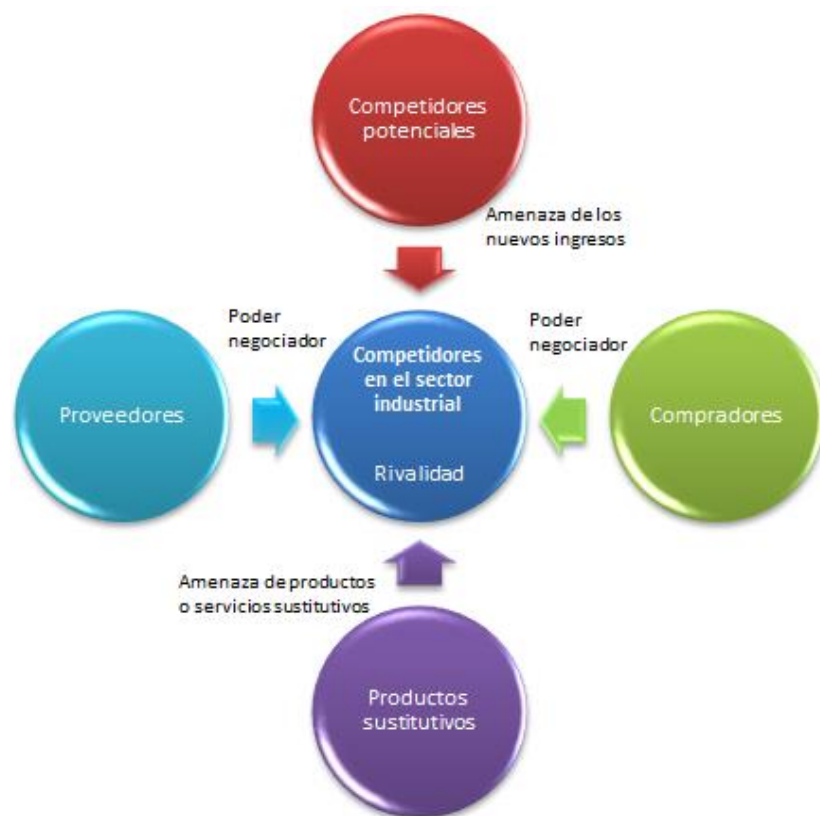 Competidores
potenciales
Amenaza de los
nuevos ingresos
Poder
negociador
Poder
negociador
Proveedores
Competidores
en el sector
industrial
Rivalidad
Compradores
Amenaza de productos
o servicios sustitutivos
Productos
sustitutivos